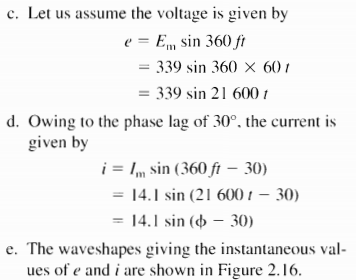 c. Let us assume the voltage is given by
e = Eₘ sin 360 ft
= 339 sin 360 × 60 t
= 339 sin 21 600 t
d. Owing to the phase lag of 30°, the current is
given by
i = Iₘ sin (360 ft − 30)
= 14.1 sin (21 600 t − 30)
= 14.1 sin (ϕ − 30)
e. The waveshapes giving the instantaneous val-
ues of e and i are shown in Figure 2.16.